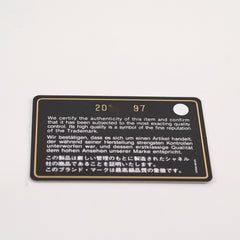 20 97
We certify the authenticity of this item and confirm
that it has been subjected to the most exacting quality
control. Its high quality is a symbol of the fine reputation
of the Trademark.
Wir bestätigen, dass es sich um einen Artikel handelt,
der während seiner Herstellung strengsten Kontrollen
unterworfen war, und dessen erstklassige Qualität
dem hohen Ansehen unserer Marke entspricht.
この製品は厳しい管理のもとに製造されたシャネル
社の商品であることを証明いたします。
このブランド・マークは最高級品質の象徴です。